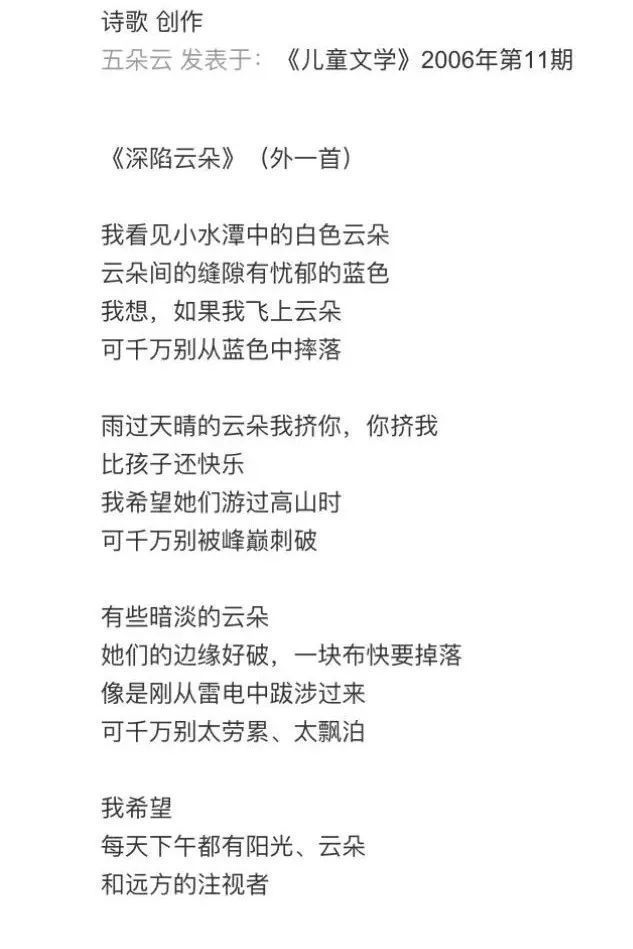 诗歌 创作
五朵云 发表于：《儿童文学》2006年第11期
《深陷云朵》（外一首）
我看见小水潭中的白色云朵
云朵间的缝隙有忧郁的蓝色
我想，如果我飞上云朵
可千万别从蓝色中摔落
雨过天晴的云朵我挤你，你挤我
比孩子还快乐
我希望她们游过高山时
可千万别被峰巅刺破
有些暗淡的云朵
她们的边缘好破，一块布快要掉落
像是刚从雷电中跋涉过来
可千万别太劳累、太飘泊
我希望
每天下午都有阳光、云朵
和远方的注视者